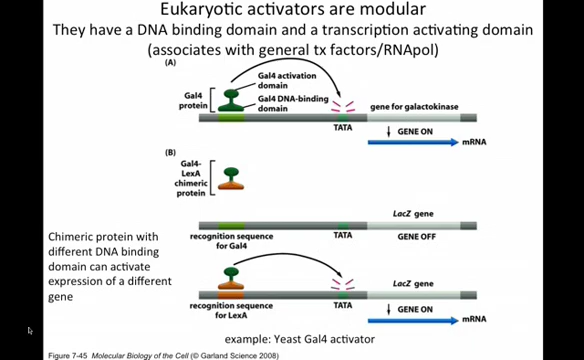 Eukaryotic activators are modular
They have a DNA binding domain and a transcription activating domain
(associates with general tx factors/RNApol)
(A)
Gal4 activation
domain
Gal4
protein
Gal4 DNA-binding
domain
gene for galactokinase
TATA
GENE ON
mRNA
(B)
Gal4-
LexA
chimeric
protein
LacZ gene
recognition sequence
for Gal4
TATA
GENE OFF
Chimeric protein with
different DNA binding
domain can activate
expression of a different
gene
LacZ gene
recognition sequence
for LexA
TATA
GENE ON
mRNA
example: Yeast Gal4 activator
Figure 7-45 Molecular Biology of the Cell (© Garland Science 2008)